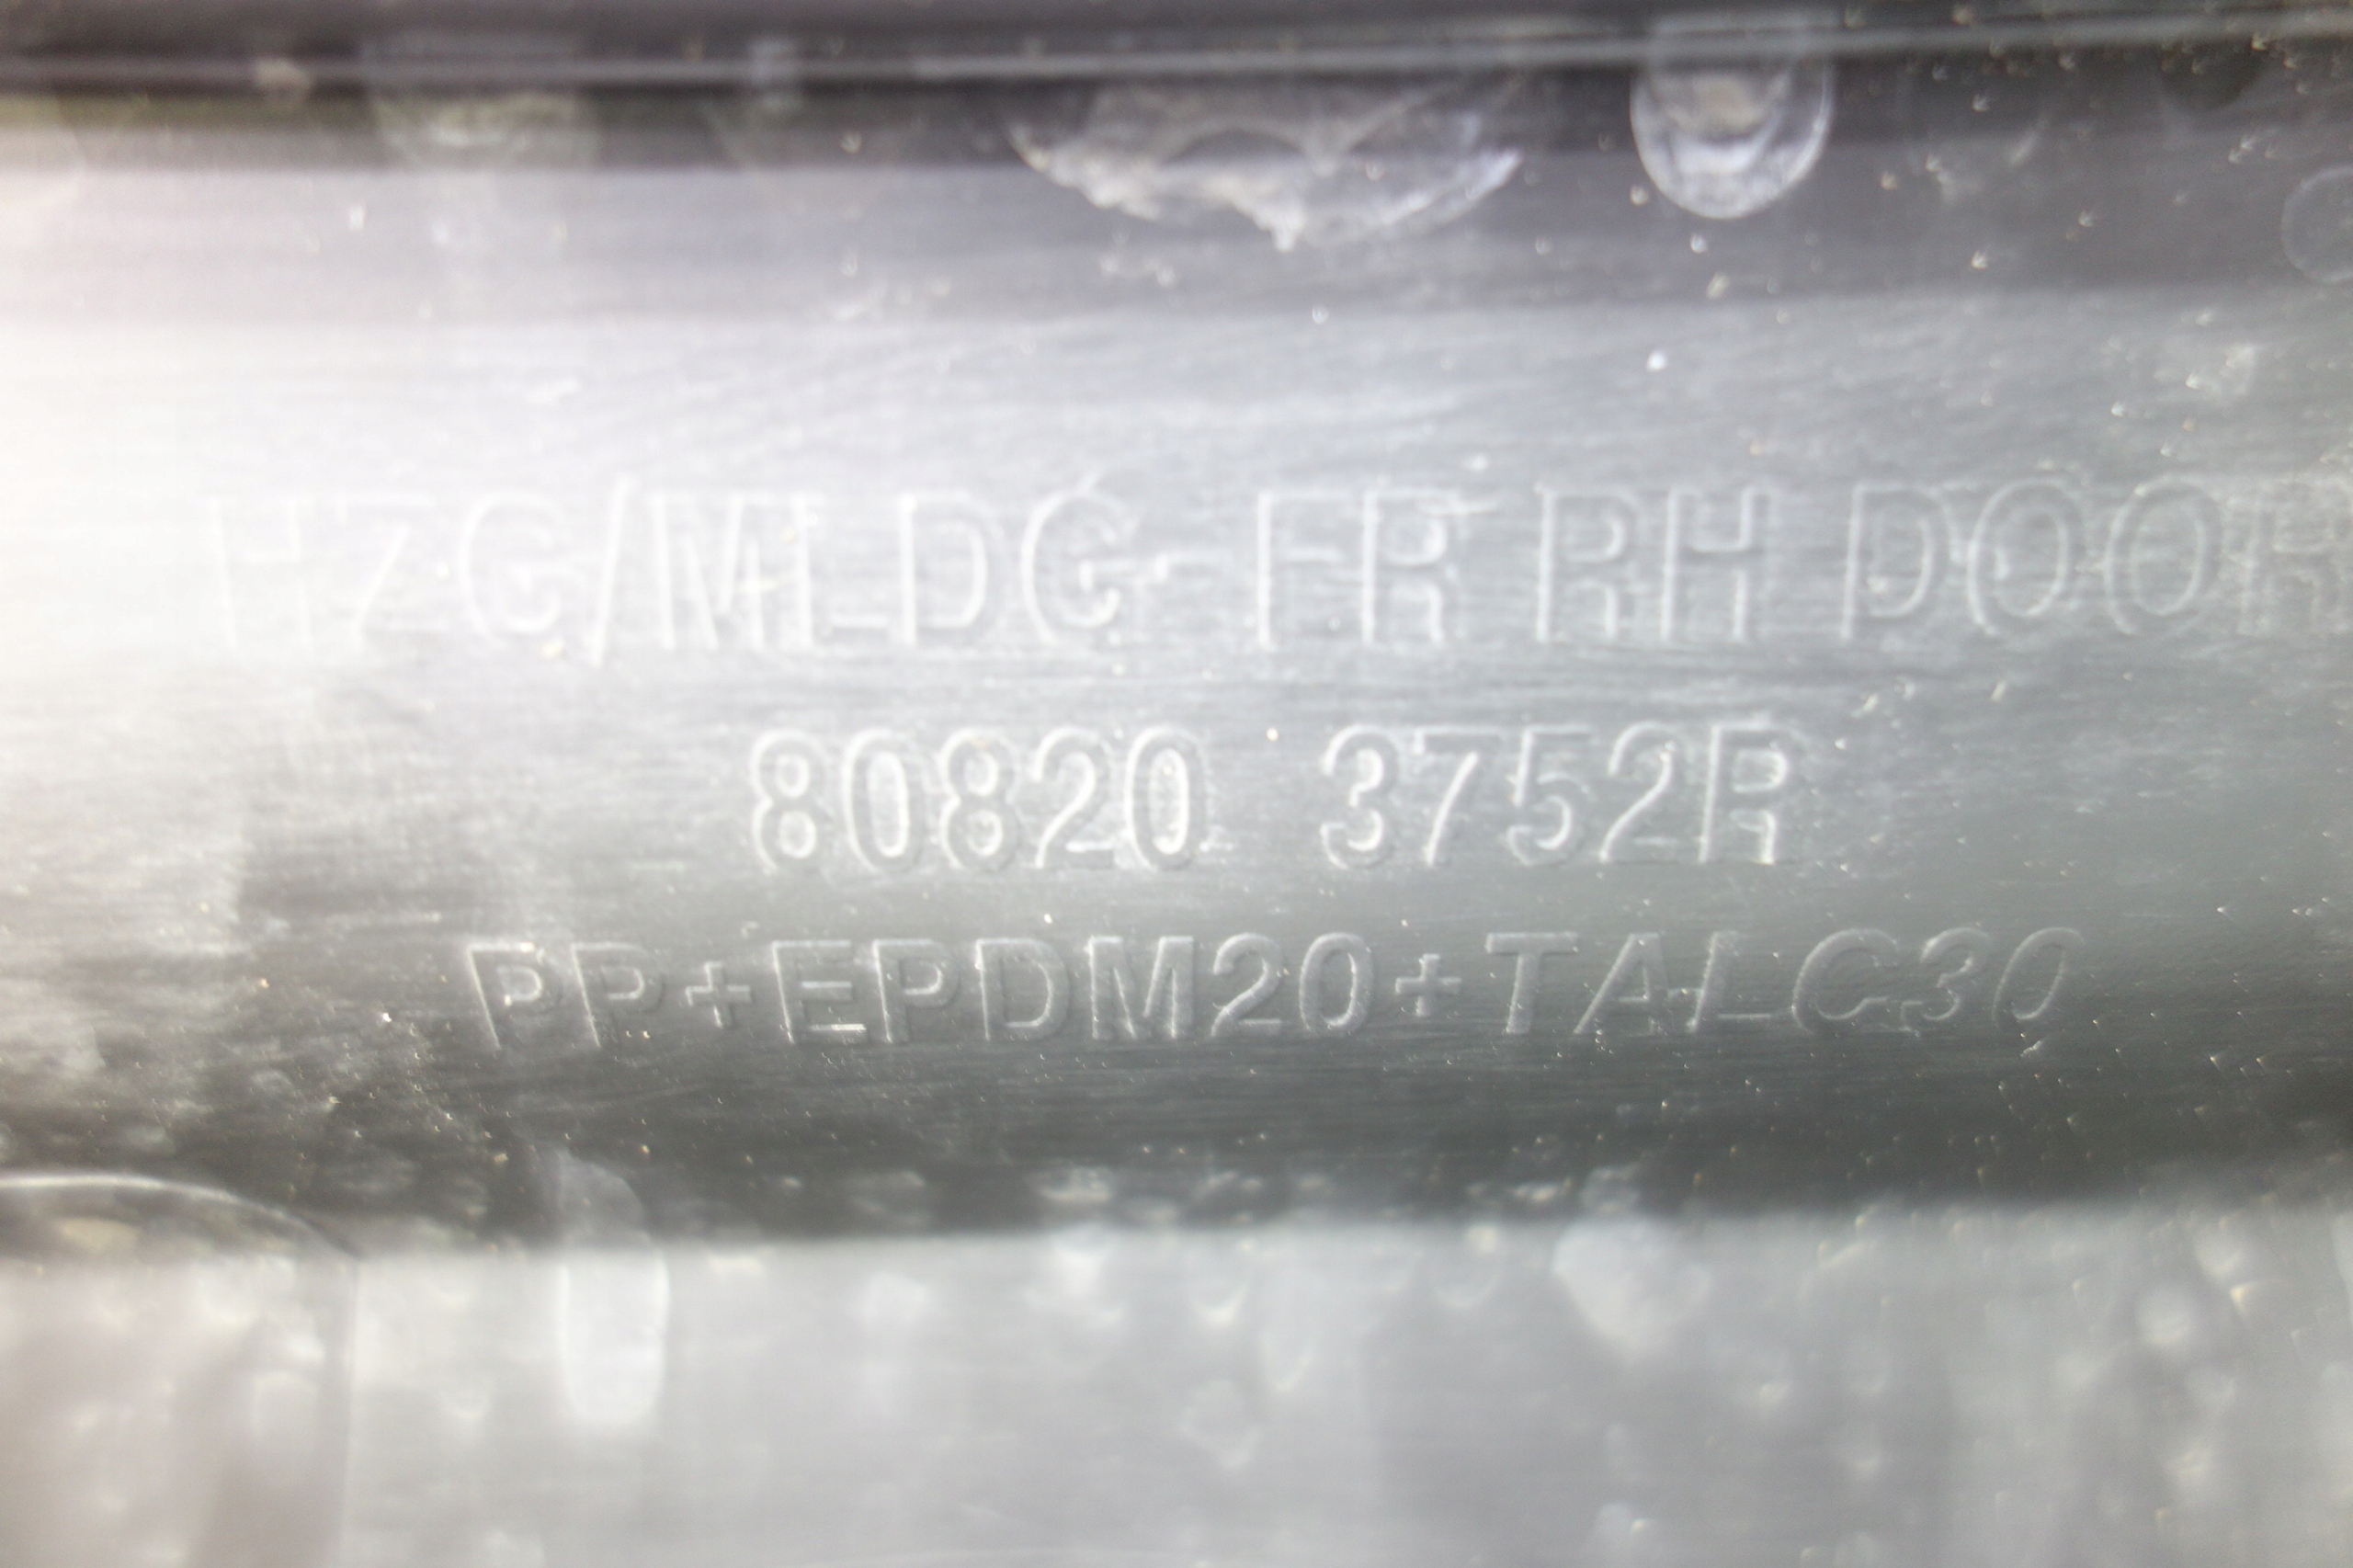 HZG/MLDG-FR RH DOOR
80820 3752R
PP+EPDM20+TALC30